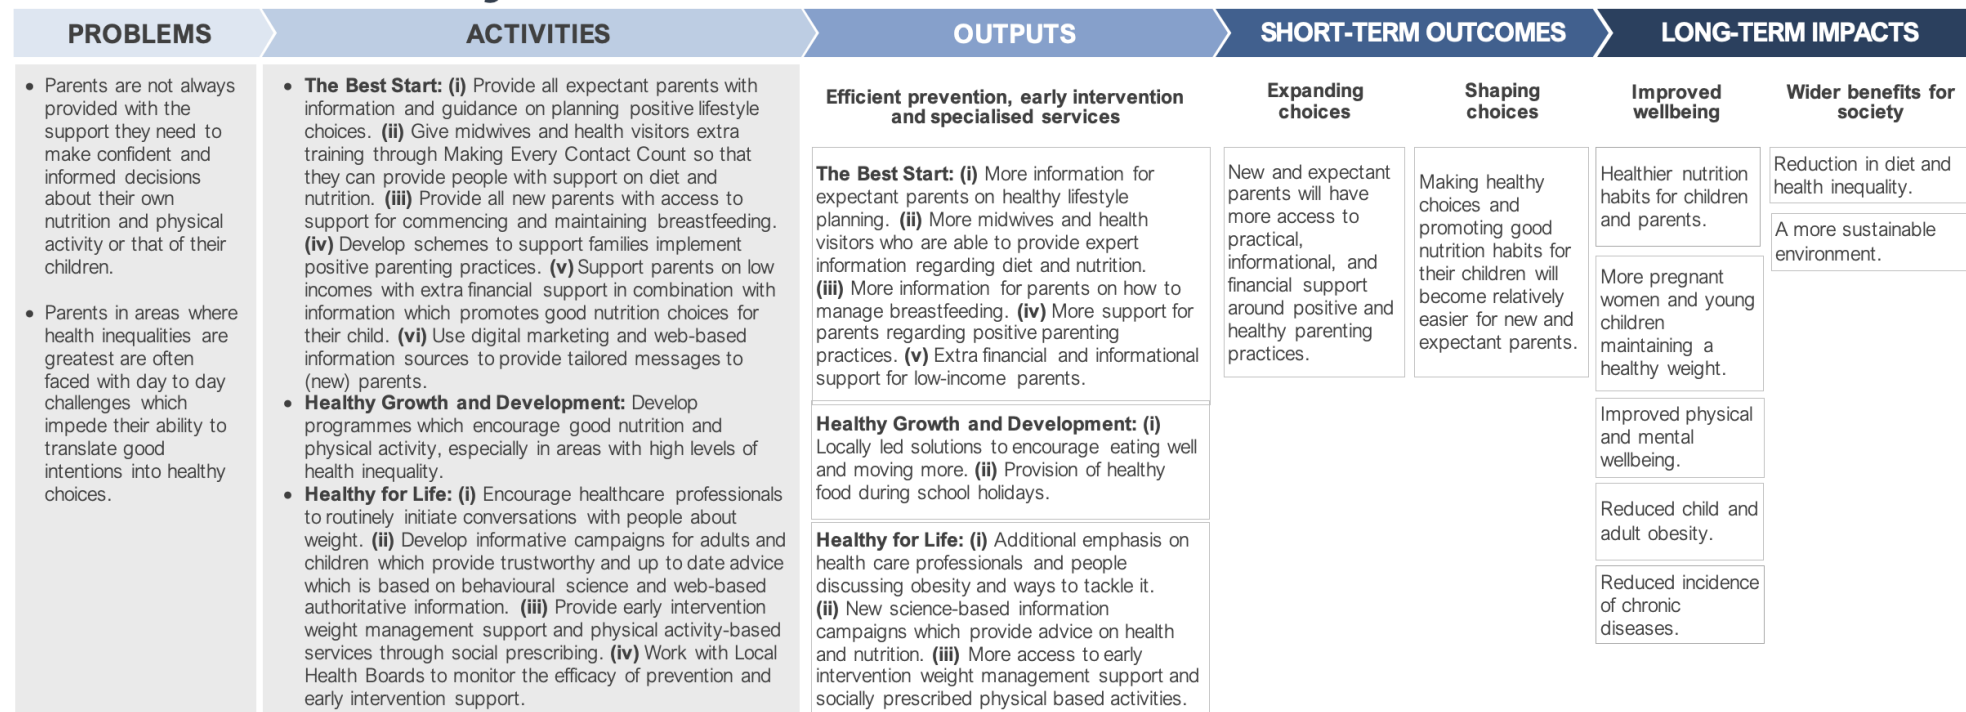 PROBLEMS
ACTIVITIES
OUTPUTS
SHORT-TERM OUTCOMES
LONG-TERM IMPACTS
• Parents are not always
provided with the
support they need to
make confident and
informed decisions
about their own
nutrition and physical
activity or that of their
children.
• Parents in areas where
health inequalities are
greatest are often
faced with day to day
challenges which
impede their ability to
translate good
intentions into healthy
choices.
• The Best Start: (i) Provide all expectant parents with
information and guidance on planning positive lifestyle
choices. (ii) Give midwives and health visitors extra
training through Making Every Contact Count so that
they can provide people with support on diet and
nutrition. (iii) Provide all new parents with access to
support for commencing and maintaining breastfeeding.
(iv) Develop schemes to support families implement
positive parenting practices. (v) Support parents on low
incomes with extra financial support in combination with
information which promotes good nutrition choices for
their child. (vi) Use digital marketing and web-based
information sources to provide tailored messages to
(new) parents.
• Healthy Growth and Development: Develop
programmes which encourage good nutrition and
physical activity, especially in areas with high levels of
health inequality.
• Healthy for Life: (i) Encourage healthcare professionals
to routinely initiate conversations with people about
weight. (ii) Develop informative campaigns for adults and
children which provide trustworthy and up to date advice
which is based on behavioural science and web-based
authoritative information. (iii) Provide early intervention
weight management support and physical activity-based
services through social prescribing. (iv) Work with Local
Health Boards to monitor the efficacy of prevention and
early intervention support.
Efficient prevention, early intervention
and specialised services
The Best Start: (i) More information for
expectant parents on healthy lifestyle
planning. (ii) More midwives and health
visitors who are able to provide expert
information regarding diet and nutrition.
(iii) More information for parents on how to
manage breastfeeding. (iv) More support for
parents regarding positive parenting
practices. (v) Extra financial and informational
support for low-income parents.
Healthy Growth and Development: (i)
Locally led solutions to encourage eating well
and moving more. (ii) Provision of healthy
food during school holidays.
Healthy for Life: (i) Additional emphasis on
health care professionals and people
discussing obesity and ways to tackle it.
(ii) New science-based information
campaigns which provide advice on health
and nutrition. (iii) More access to early
intervention weight management support and
socially prescribed physical based activities.
Expanding
choices
New and expectant
parents will have
more access to
practical,
informational, and
financial support
around positive and
healthy parenting
practices.
Shaping
choices
Making healthy
choices and
promoting good
nutrition habits for
their children will
become relatively
easier for new and
expectant parents.
Improved
wellbeing
Healthier nutrition
habits for children
and parents.
More pregnant
women and young
children
maintaining a
healthy weight.
Improved physical
and mental
wellbeing.
Reduced child and
adult obesity.
Reduced incidence
of chronic
diseases.
Wider benefits for
society
Reduction in diet and
health inequality.
A more sustainable
environment.